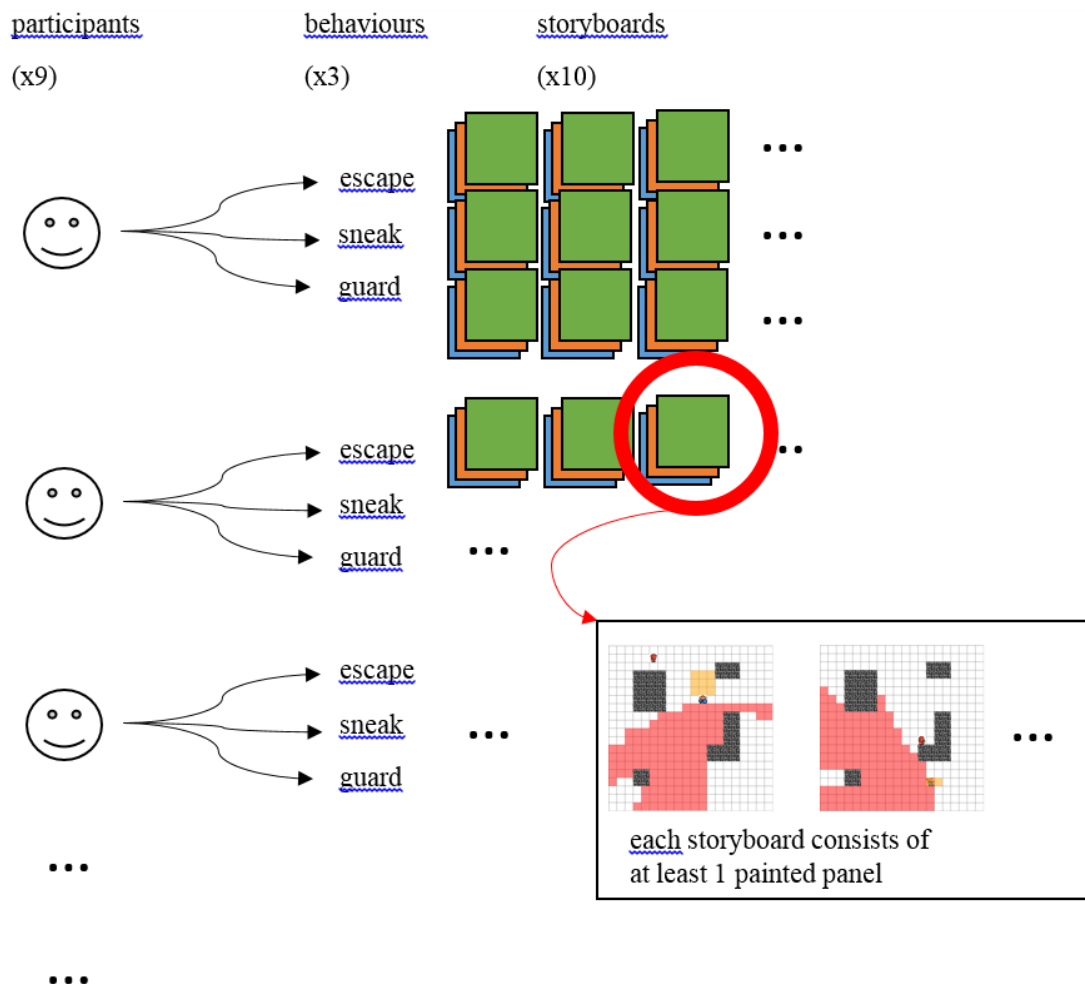 participants behaviours storyboards
(x9) (x3) (x10)
escape
sneak
guard
escape
sneak
guard
escape
sneak
guard
each storyboard consists of
at least 1 painted panel